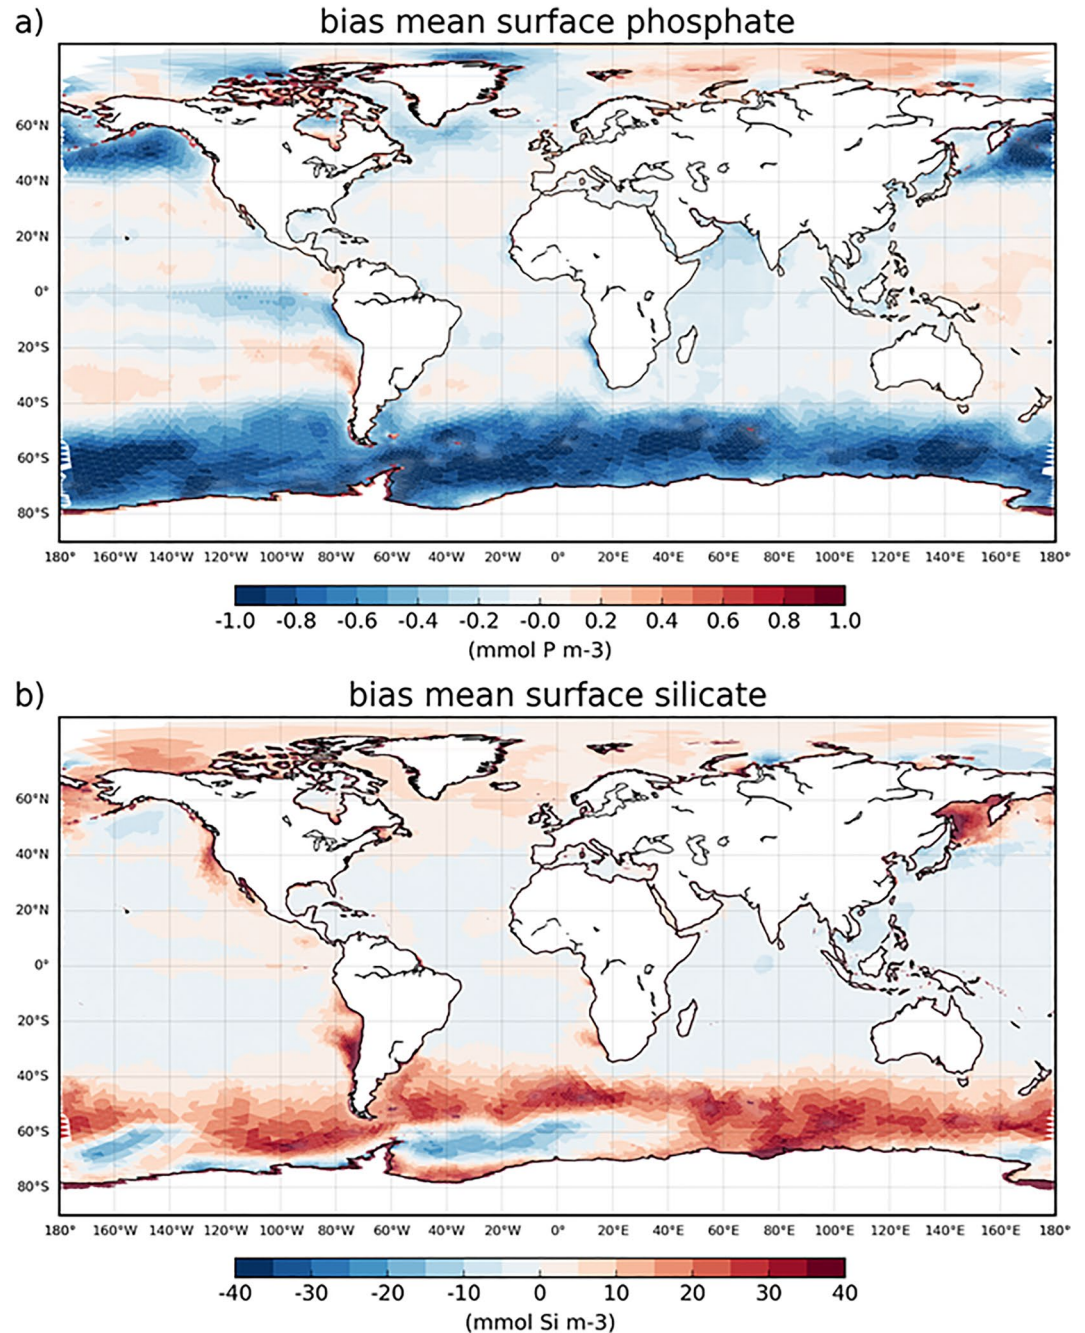 a)
bias mean surface phosphate
60°N
40°N
20°N
0°
20°S
40°S
60°S
80°S
180° 160°W 140°W 120°W 100°W 80°W 60°W 40°W 20°W 0° 20°E 40°E 60°E 80°E 100°E 120°E 140°E 160°E 180°
-1.0 -0.8 -0.6 -0.4 -0.2 -0.0 0.2 0.4 0.6 0.8 1.0
(mmol P m-3)
b)
bias mean surface silicate
60°N
40°N
20°N
0°
20°S
40°S
60°S
80°S
180° 160°W 140°W 120°W 100°W 80°W 60°W 40°W 20°W 0° 20°E 40°E 60°E 80°E 100°E 120°E 140°E 160°E 180°
-40 -30 -20 -10 0 10 20 30 40
(mmol Si m-3)